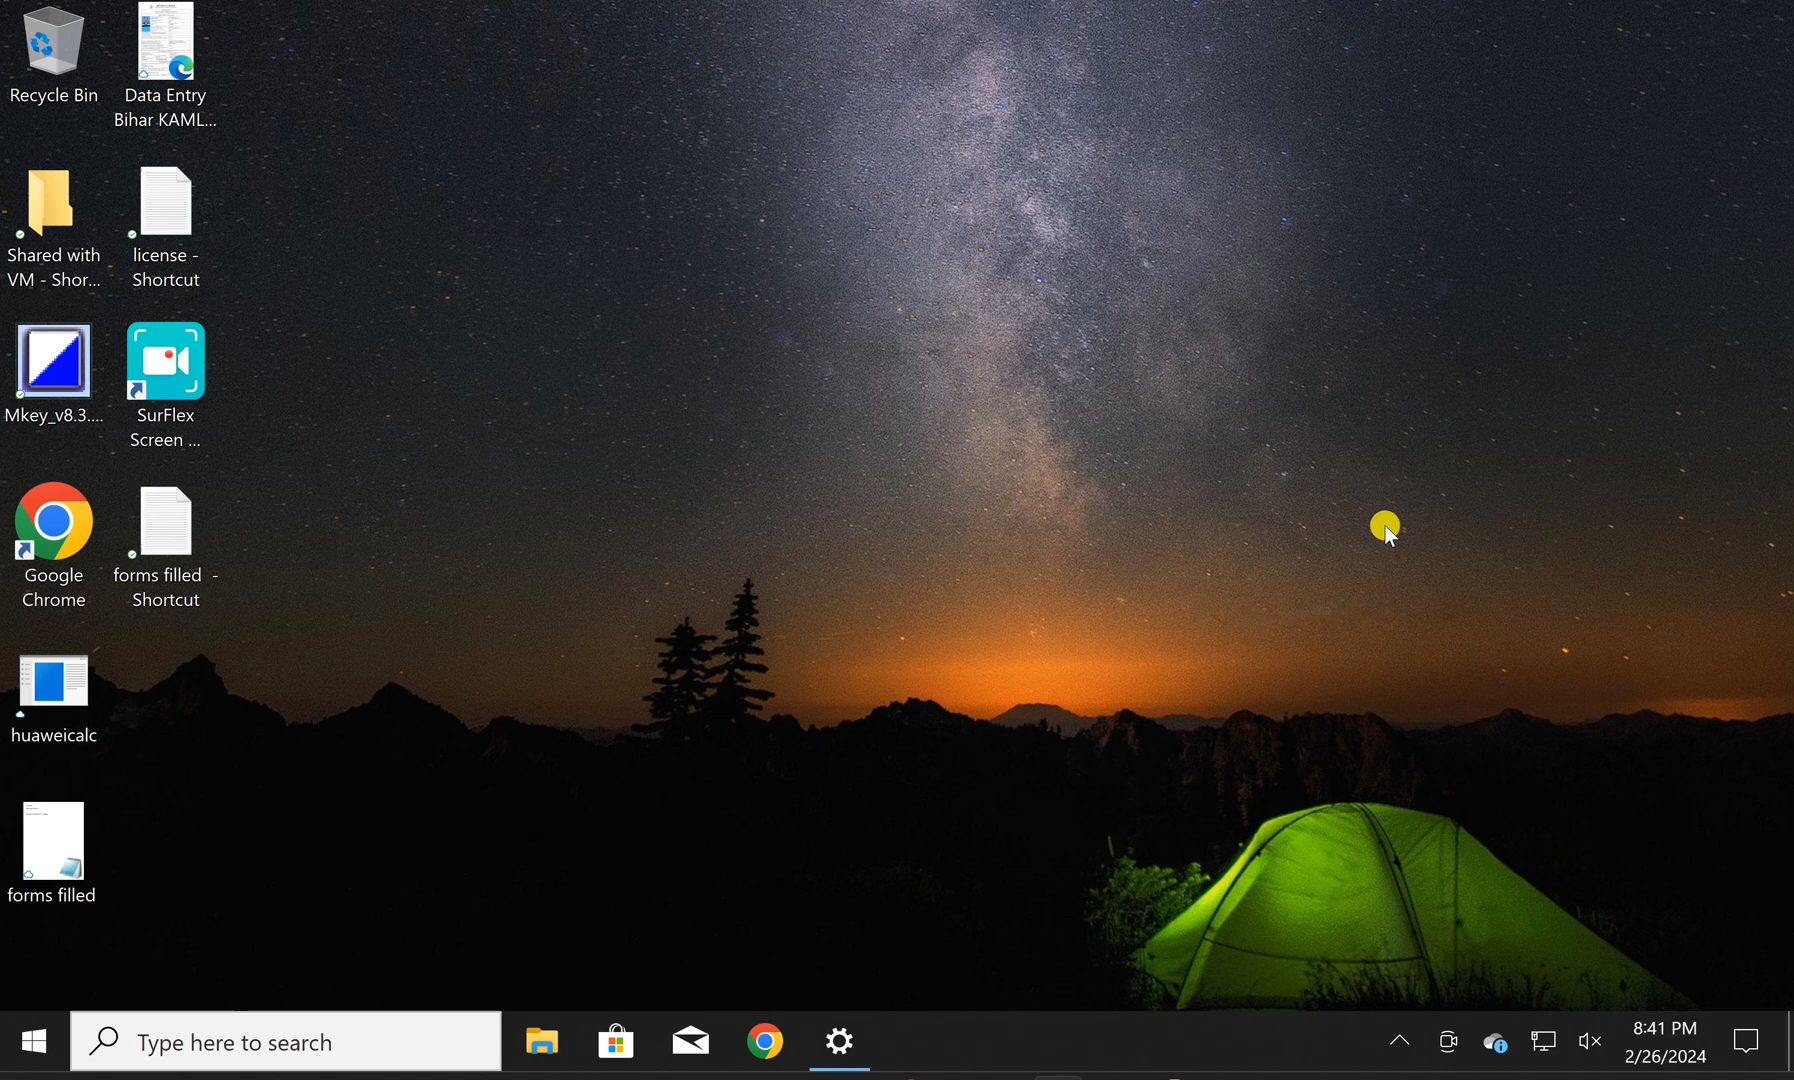 Recycle Bin
Data Entry
Bihar KAML...
Shared with
VM - Shor...
license -
Shortcut
Mkey_v8.3....
SurFlex
Screen ...
Google
Chrome
forms filled -
Shortcut
huaweicalc
forms filled
Type here to search
8:41 PM
2/26/2024